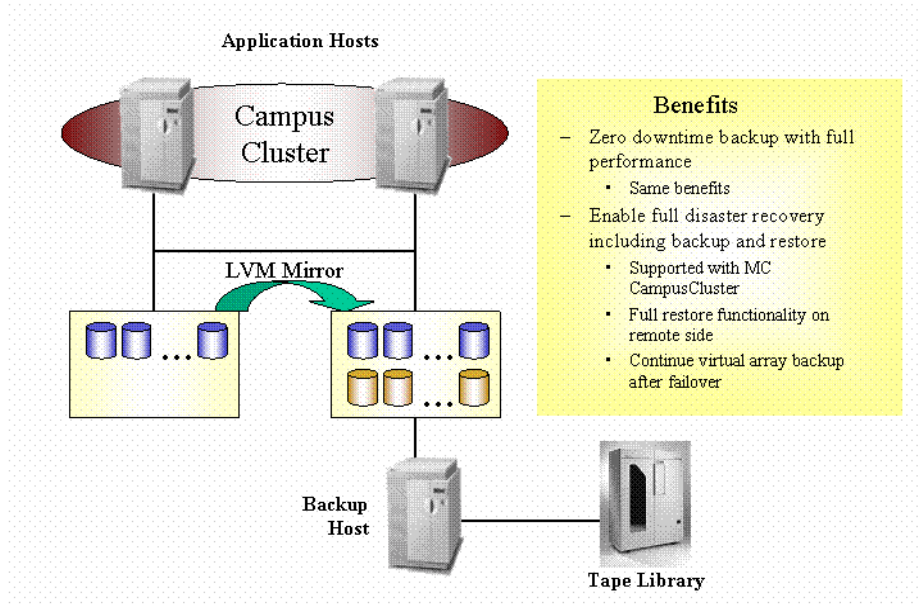 Application Hosts
Campus
Cluster
LVM Mirror
Benefits
– Zero downtime backup with full
performance
▪ Same benefits
– Enable full disaster recovery
including backup and restore
▪ Supported with MC
CampusCluster
▪ Full restore functionality on
remote side
▪ Continue virtual array backup
after failover
Backup
Host
Tape Library